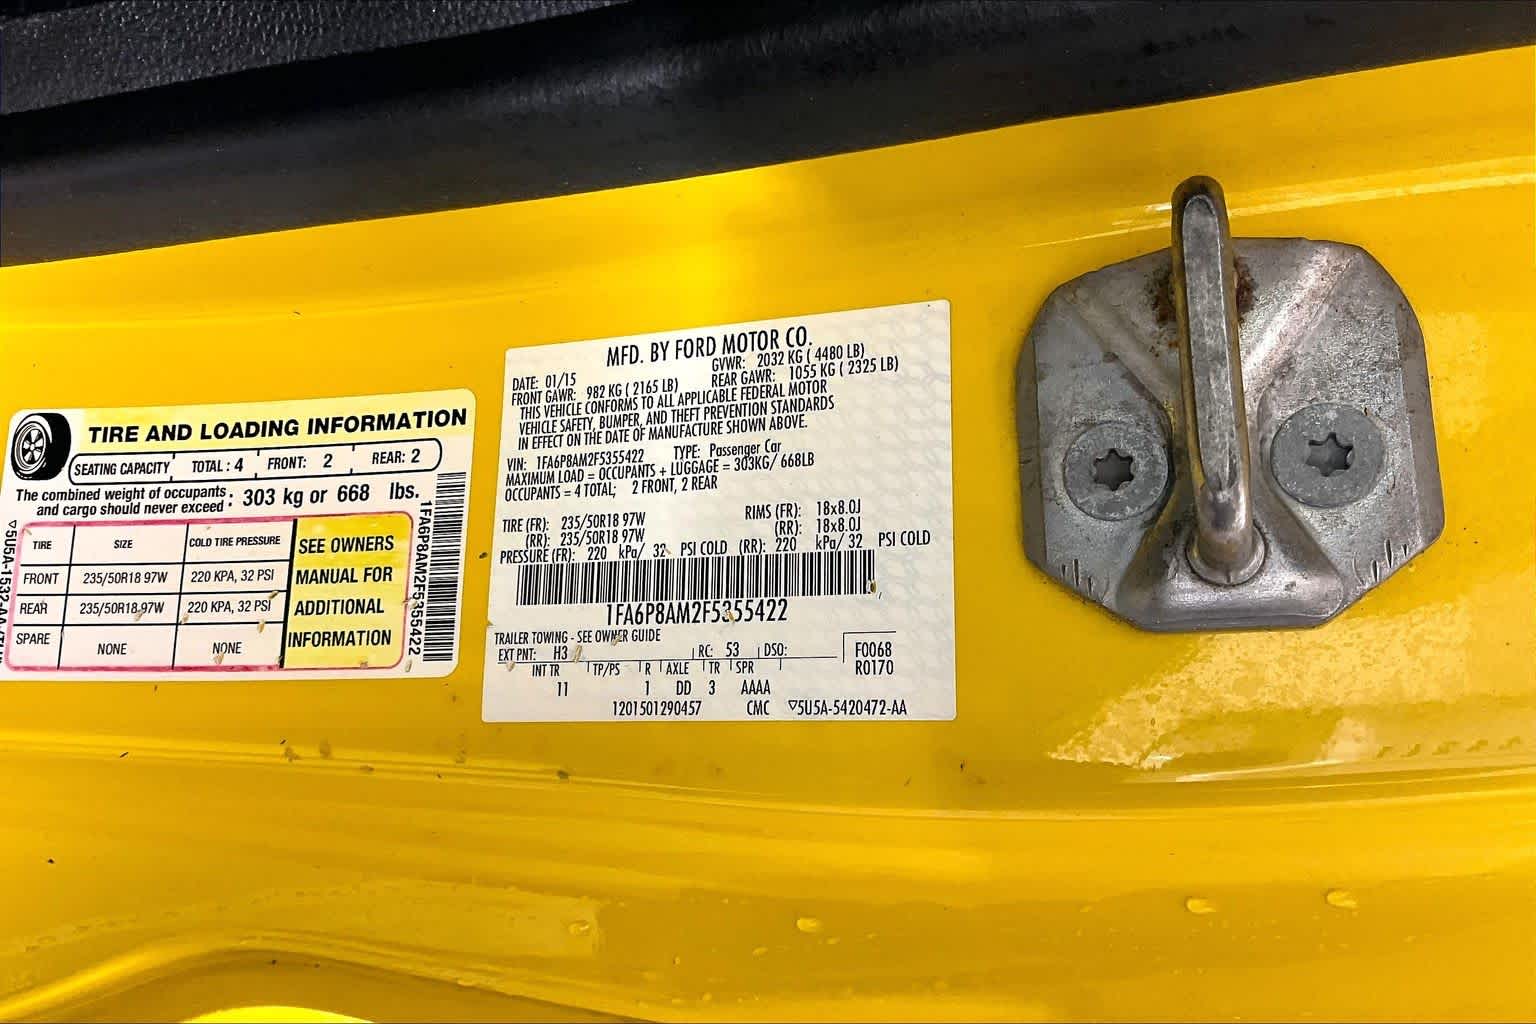 TIRE AND LOADING INFORMATION
SEATING CAPACITY TOTAL : 4 FRONT: 2 REAR: 2
The combined weight of occupants and cargo should never exceed : 303 kg or 668 lbs.
TIRE SIZE COLD TIRE PRESSURE
FRONT 235/50R18 97W 220 KPA, 32 PSI
REAR 235/50R18 97W 220 KPA, 32 PSI
SPARE NONE NONE
SEE OWNERS
MANUAL FOR
ADDITIONAL
INFORMATION
1FA6P8AM2F5355422
5U5A-1532
MFD. BY FORD MOTOR CO.
DATE: 01/15 GVWR: 2032 KG ( 4480 LB)
FRONT GAWR: 982 KG ( 2165 LB) REAR GAWR: 1055 KG ( 2325 LB)
THIS VEHICLE CONFORMS TO ALL APPLICABLE FEDERAL MOTOR
VEHICLE SAFETY, BUMPER, AND THEFT PREVENTION STANDARDS
IN EFFECT ON THE DATE OF MANUFACTURE SHOWN ABOVE.
VIN: 1FA6P8AM2F5355422 TYPE: Passenger Car
MAXIMUM LOAD = OCCUPANTS + LUGGAGE = 303KG/ 668LB
OCCUPANTS = 4 TOTAL; 2 FRONT, 2 REAR
TIRE (FR): 235/50R18 97W RIMS (FR): 18x8.0J
(RR): 235/50R18 97W (RR): 18x8.0J
PRESSURE (FR): 220 kPa/ 32 PSI COLD (RR): 220 kPa/ 32 PSI COLD
1FA6P8AM2F5355422
TRAILER TOWING - SEE OWNER GUIDE
EXT PNT: H3 RC: 53 DSO: F0068
INT TR TP/PS R AXLE TR SPR R0170
11 1 DD 3 AAAA
1201501290457 CMC ▽5U5A-5420472-AA